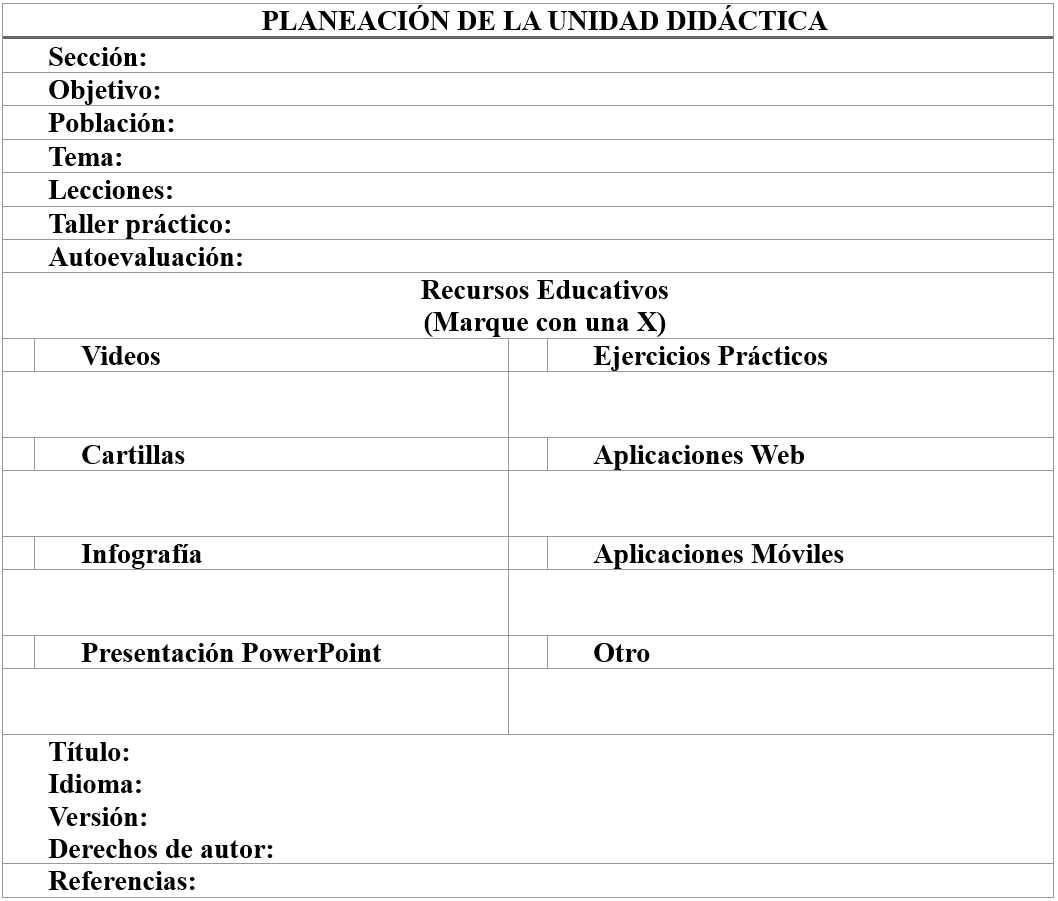 PLANEACIÓN DE LA UNIDAD DIDÁCTICA
Sección:
Objetivo:
Población:
Tema:
Lecciones:
Taller práctico:
Autoevaluación:
Recursos Educativos
(Marque con una X)
Videos
Ejercicios Prácticos
Cartillas
Aplicaciones Web
Infografía
Aplicaciones Móviles
Presentación PowerPoint
Otro
Título:
Idioma:
Versión:
Derechos de autor:
Referencias: